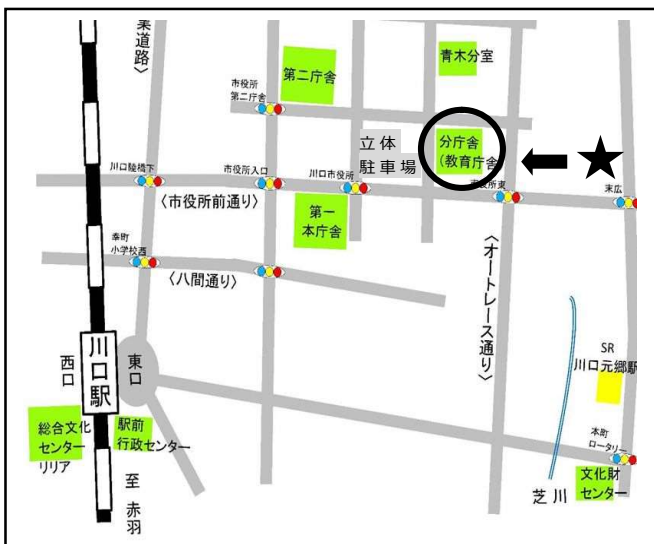 業道路〉
市役所
第二庁舎
第二庁舎
青木分室
立体
駐車場
分庁舎
（教育庁舎
★
川口陸橋下
市役所入口
川口市役所
市役所東
末広
〈市役所前通り〉
第一
本庁舎
幸町
小学校西
〈八間通り〉
〈オートレース通り〉
西口
川口駅
東口
SR
川口元郷駅
総合文化
センター
リリア
駅前
行政センター
至赤羽
本町
ロータリー
芝川
文化財
センター